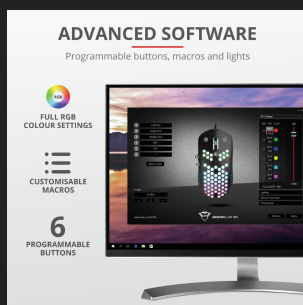 ADVANCED SOFTWARE
Programmable buttons, macros and lights
RGB
FULL RGB
COLOUR SETTINGS
CUSTOMISABLE
MACROS
6
PROGRAMMABLE
BUTTONS